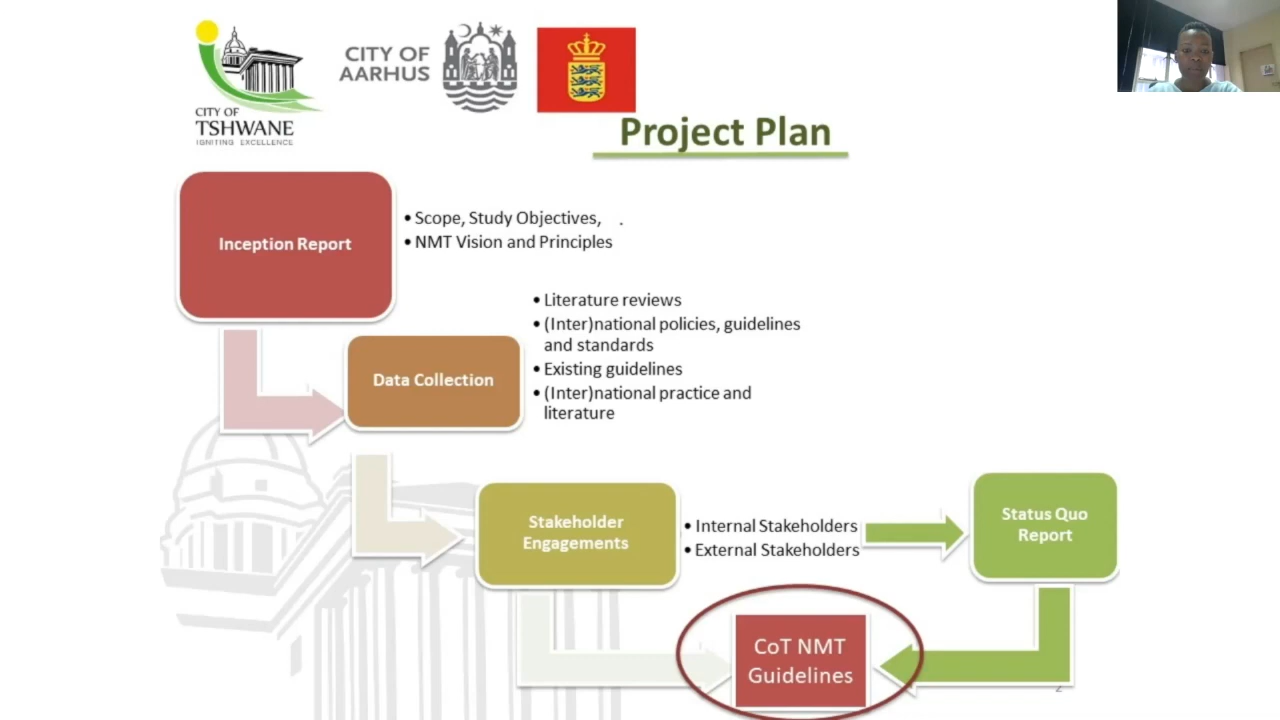 CITY OF
TSHWANE
IGNITING EXCELLENCE
CITY OF
AARHUS
Project Plan
Inception Report
• Scope, Study Objectives, .
• NMT Vision and Principles
Data Collection
• Literature reviews
• (Inter)national policies, guidelines
and standards
• Existing guidelines
• (Inter)national practice and
literature
Stakeholder
Engagements
• Internal Stakeholders
• External Stakeholders
Status Quo
Report
CoT NMT
Guidelines
2